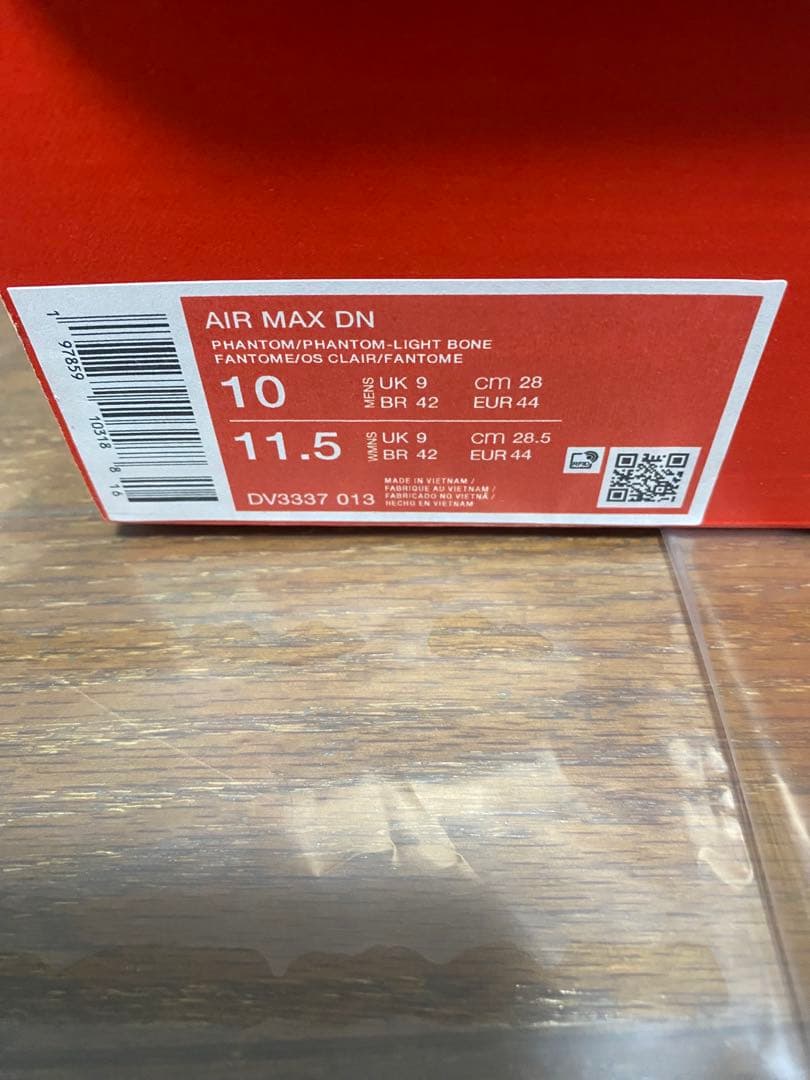 AIR MAX DN
PHANTOM/PHANTOM-LIGHT BONE
FANTOME/OS CLAIR/FANTOME
10 MENS UK 9 cm 28
BR 42 EUR 44
11.5 WMNS UK 9 cm 28.5
BR 42 EUR 44
DV3337 013
MADE IN VIETNAM /
FABRIQUE AU VIETNAM /
FABRICADO NO VIETNÃ /
HECHO EN VIETNAM
RFID
1 97859 10318 8 16